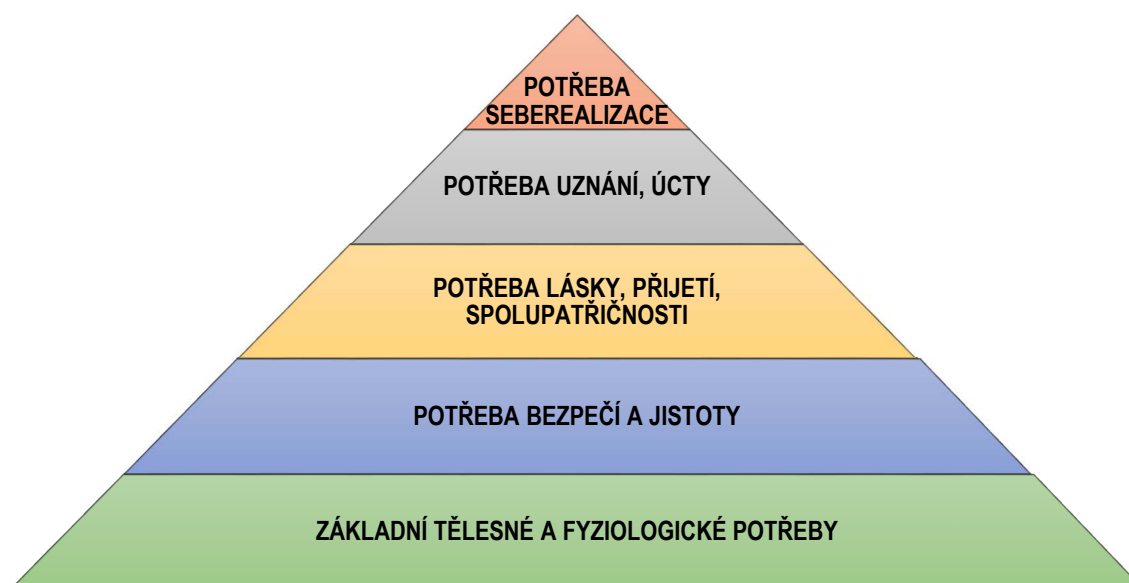 POTŘEBA
SEBEREALIZACE
POTŘEBA UZNÁNÍ, ÚCTY
POTŘEBA LÁSKY, PŘIJETÍ,
SPOLUPATŘIČNOSTI
POTŘEBA BEZPEČÍ A JISTOTY
ZÁKLADNÍ TĚLESNÉ A FYZIOLOGICKÉ POTŘEBY